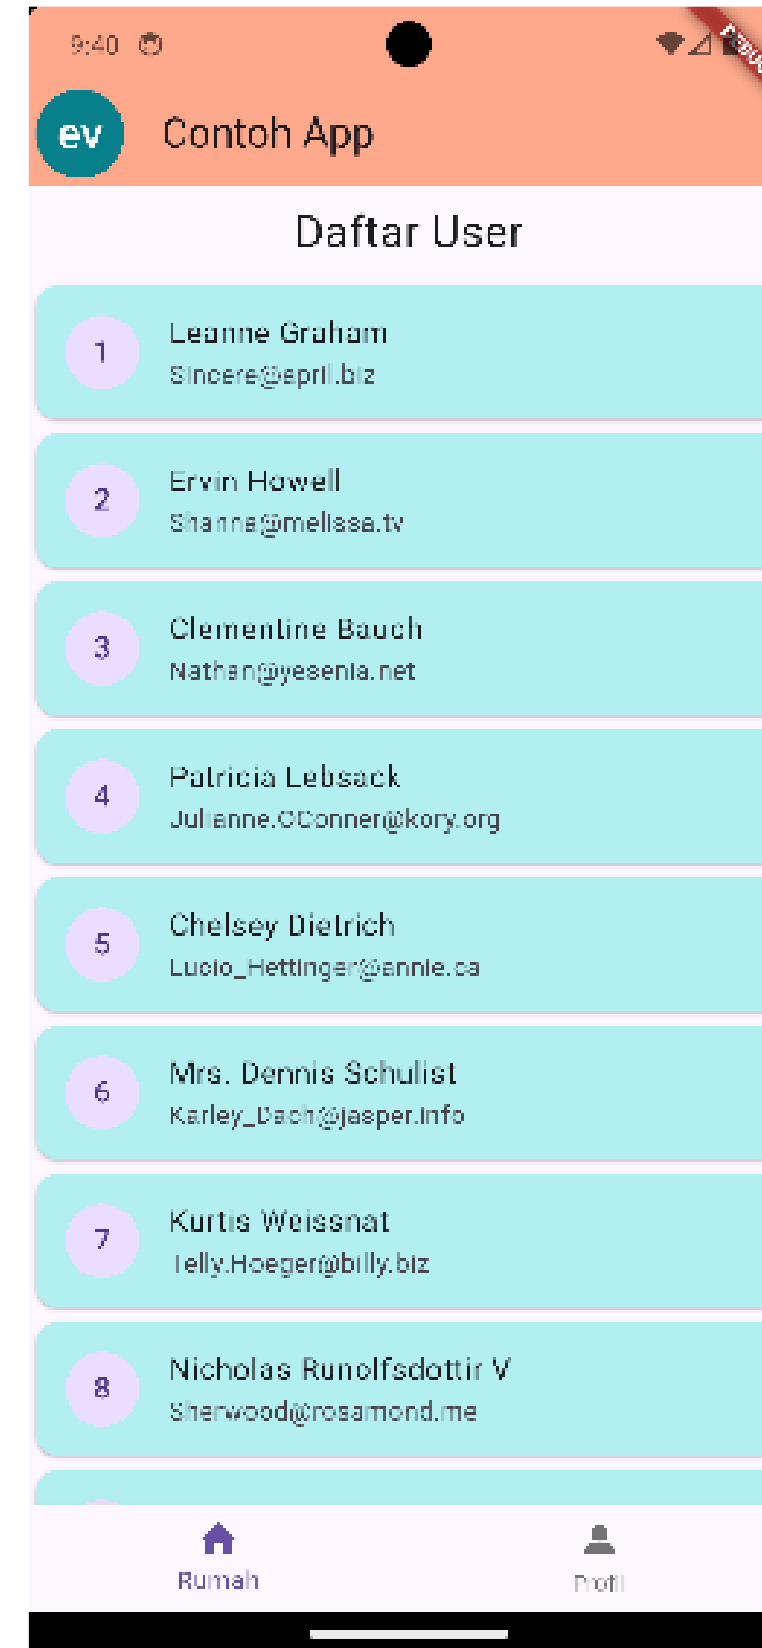 9:40
DEBUG
ev
Contoh App
Daftar User
1
Leanne Graham
Sincere@april.biz
2
Ervin Howell
Shanna@melissa.tv
3
Clementine Bauch
Nathan@yesenia.net
4
Patricia Lebsack
Julianne.OConner@kory.org
5
Chelsey Dietrich
Lucio_Hettinger@annie.ca
6
Mrs. Dennis Schulist
Karley_Dach@jasper.info
7
Kurtis Weissnat
Telly.Hoeger@billy.biz
8
Nicholas Runolfsdottir V
Sherwood@rosamond.me
Rumah
Profil